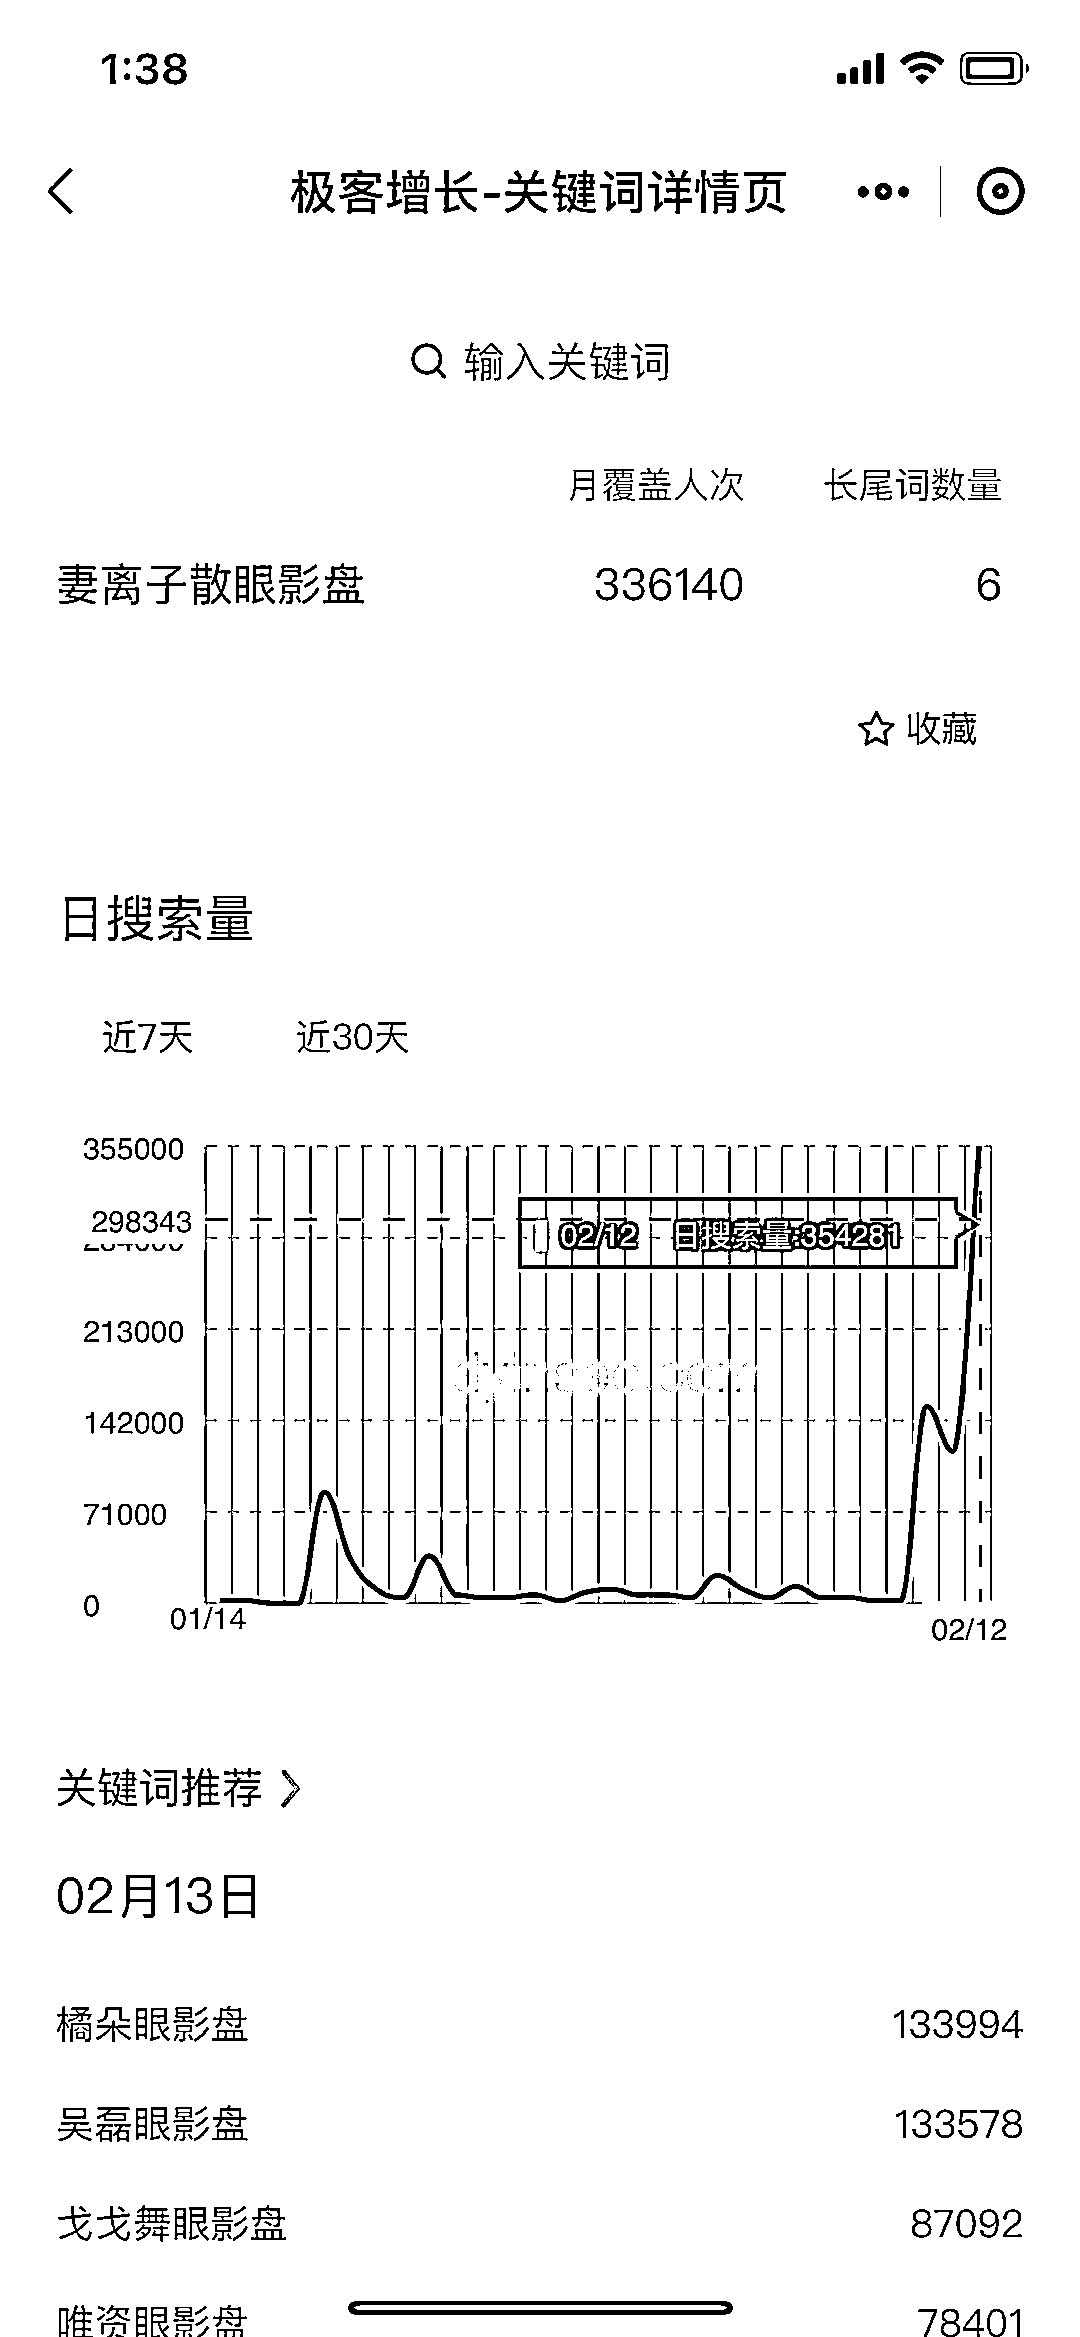 1:38
极客增长-关键词详情页
输入关键词
月覆盖人次 长尾词数量
妻离子散眼影盘 336140 6
收藏
日搜索量
近7天 近30天
355000
298343
02/12 日搜索量:354281
213000
142000
71000
0
01/14
02/12
关键词推荐
02月13日
橘朵眼影盘 133994
吴磊眼影盘 133578
戈戈舞眼影盘 87092
唯资眼影盘 78401